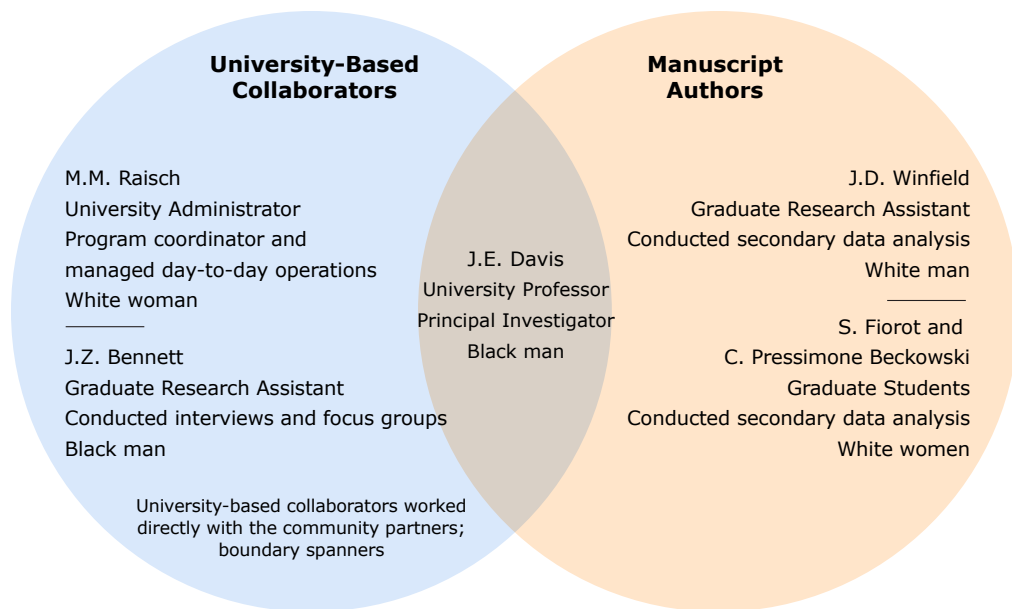 University-Based
Collaborators
M.M. Raisch
University Administrator
Program coordinator and
managed day-to-day operations
White woman
J.Z. Bennett
Graduate Research Assistant
Conducted interviews and focus groups
Black man
University-based collaborators worked
directly with the community partners;
boundary spanners
J.E. Davis
University Professor
Principal Investigator
Black man
Manuscript
Authors
J.D. Winfield
Graduate Research Assistant
Conducted secondary data analysis
White man
S. Fiorot and
C. Pressimone Beckowski
Graduate Students
Conducted secondary data analysis
White women